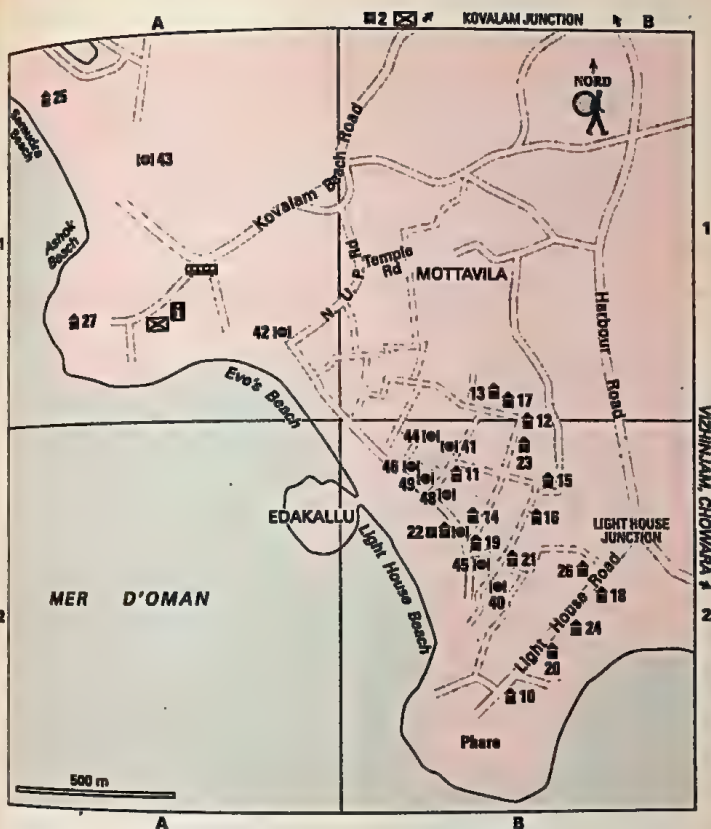 A
2
KOVALAM JUNCTION
B
NORD
25
Samudra Beach
43
Kovalam Beach Road
1
1
Ashok Beach
N. U. P. Rd
Temple Rd
MOTTAVILA
Harbour Road
i
27
42
Eve's Beach
13
17
12
VIZHINJAM, CHOWARA
44
41
23
46
49
11
15
48
EDAKALLU
14
16
LIGHT HOUSE JUNCTION
22
19
Light House Beach
45
21
26
40
18
MER D'OMAN
2
2
Light House Road
24
20
10
Phare
500 m
A
B